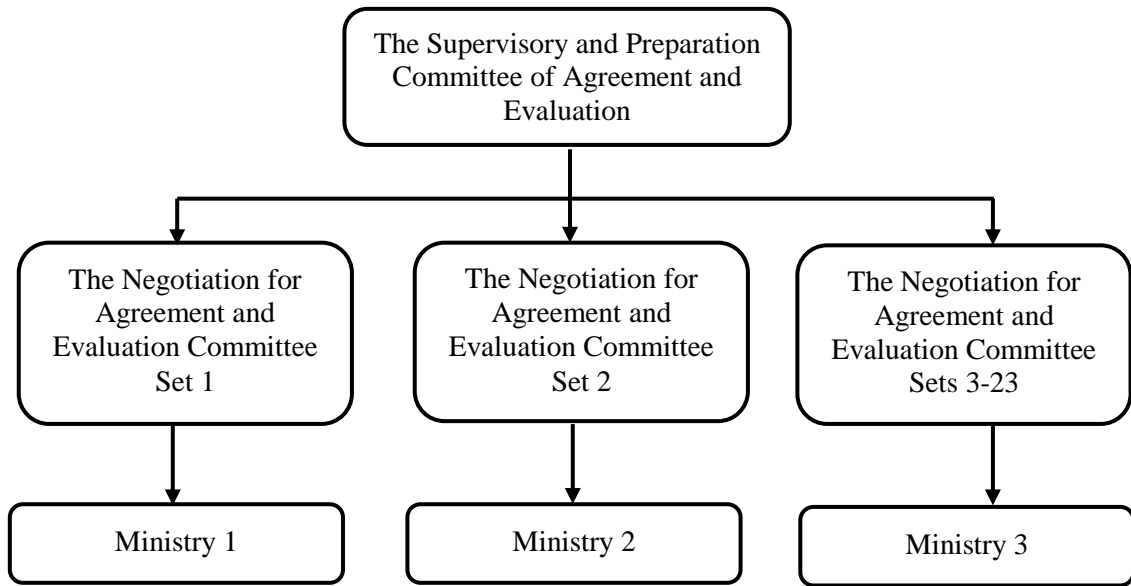 The Supervisory and Preparation
Committee of Agreement and
Evaluation
The Negotiation for
Agreement and
Evaluation Committee
Set 1
The Negotiation for
Agreement and
Evaluation Committee
Set 2
The Negotiation for
Agreement and
Evaluation Committee
Sets 3-23
Ministry 1
Ministry 2
Ministry 3